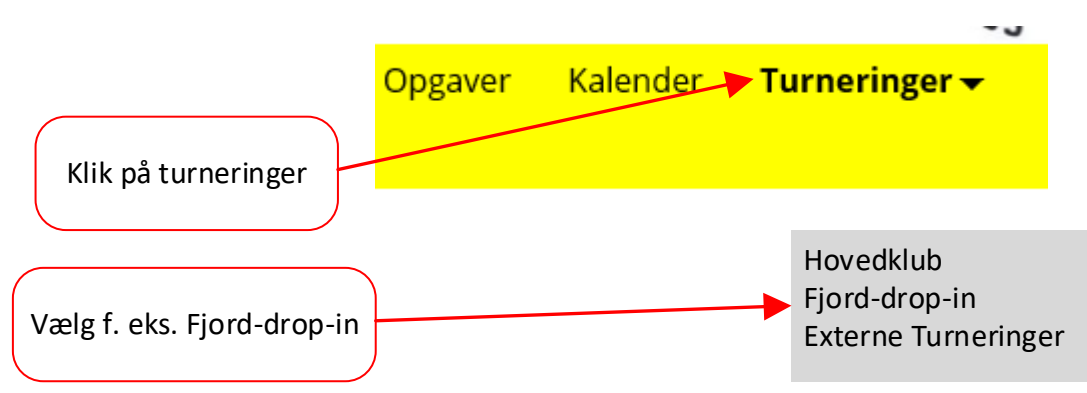 Opgaver Kalender Turneringer
Klik på turneringer
Hovedklub
Fjord-drop-in
Externe Turneringer
Vælg f. eks. Fjord-drop-in